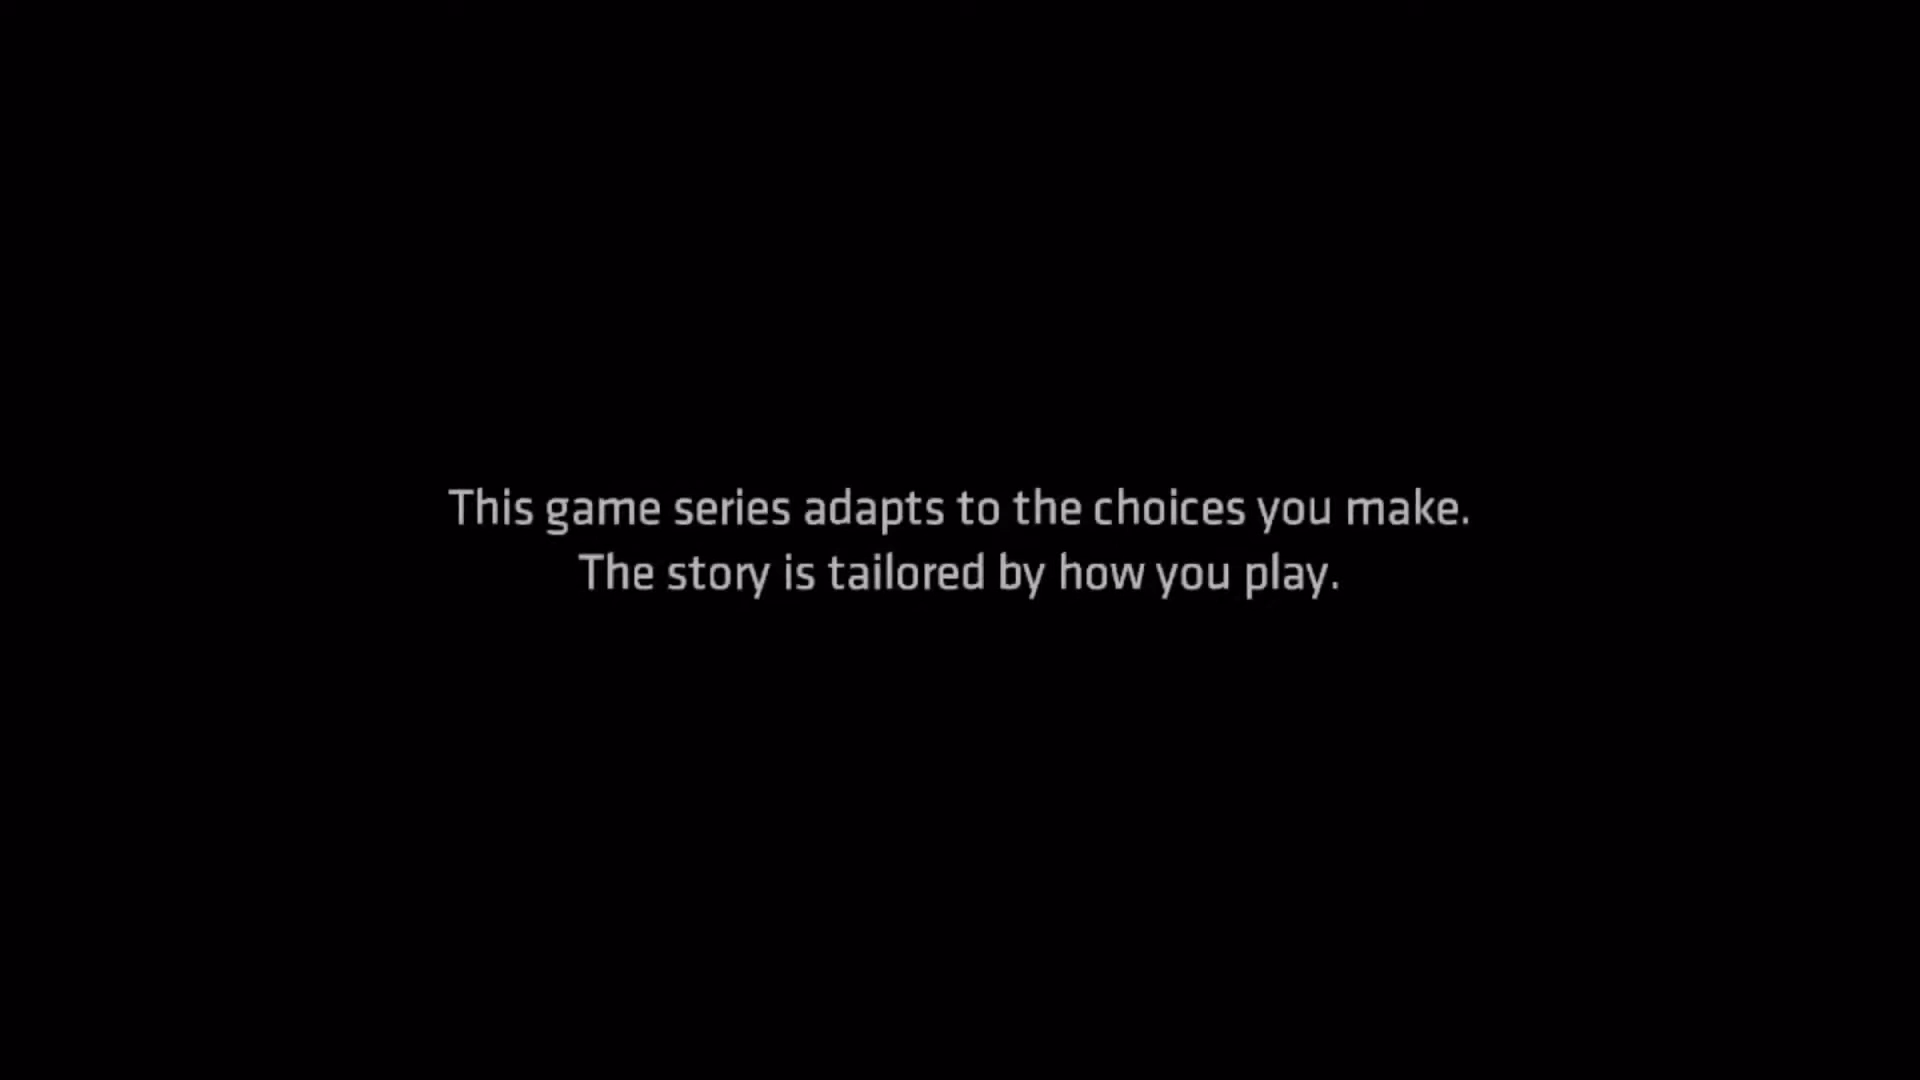 This game series adapts to the choices you make.
The story is tailored by how you play.